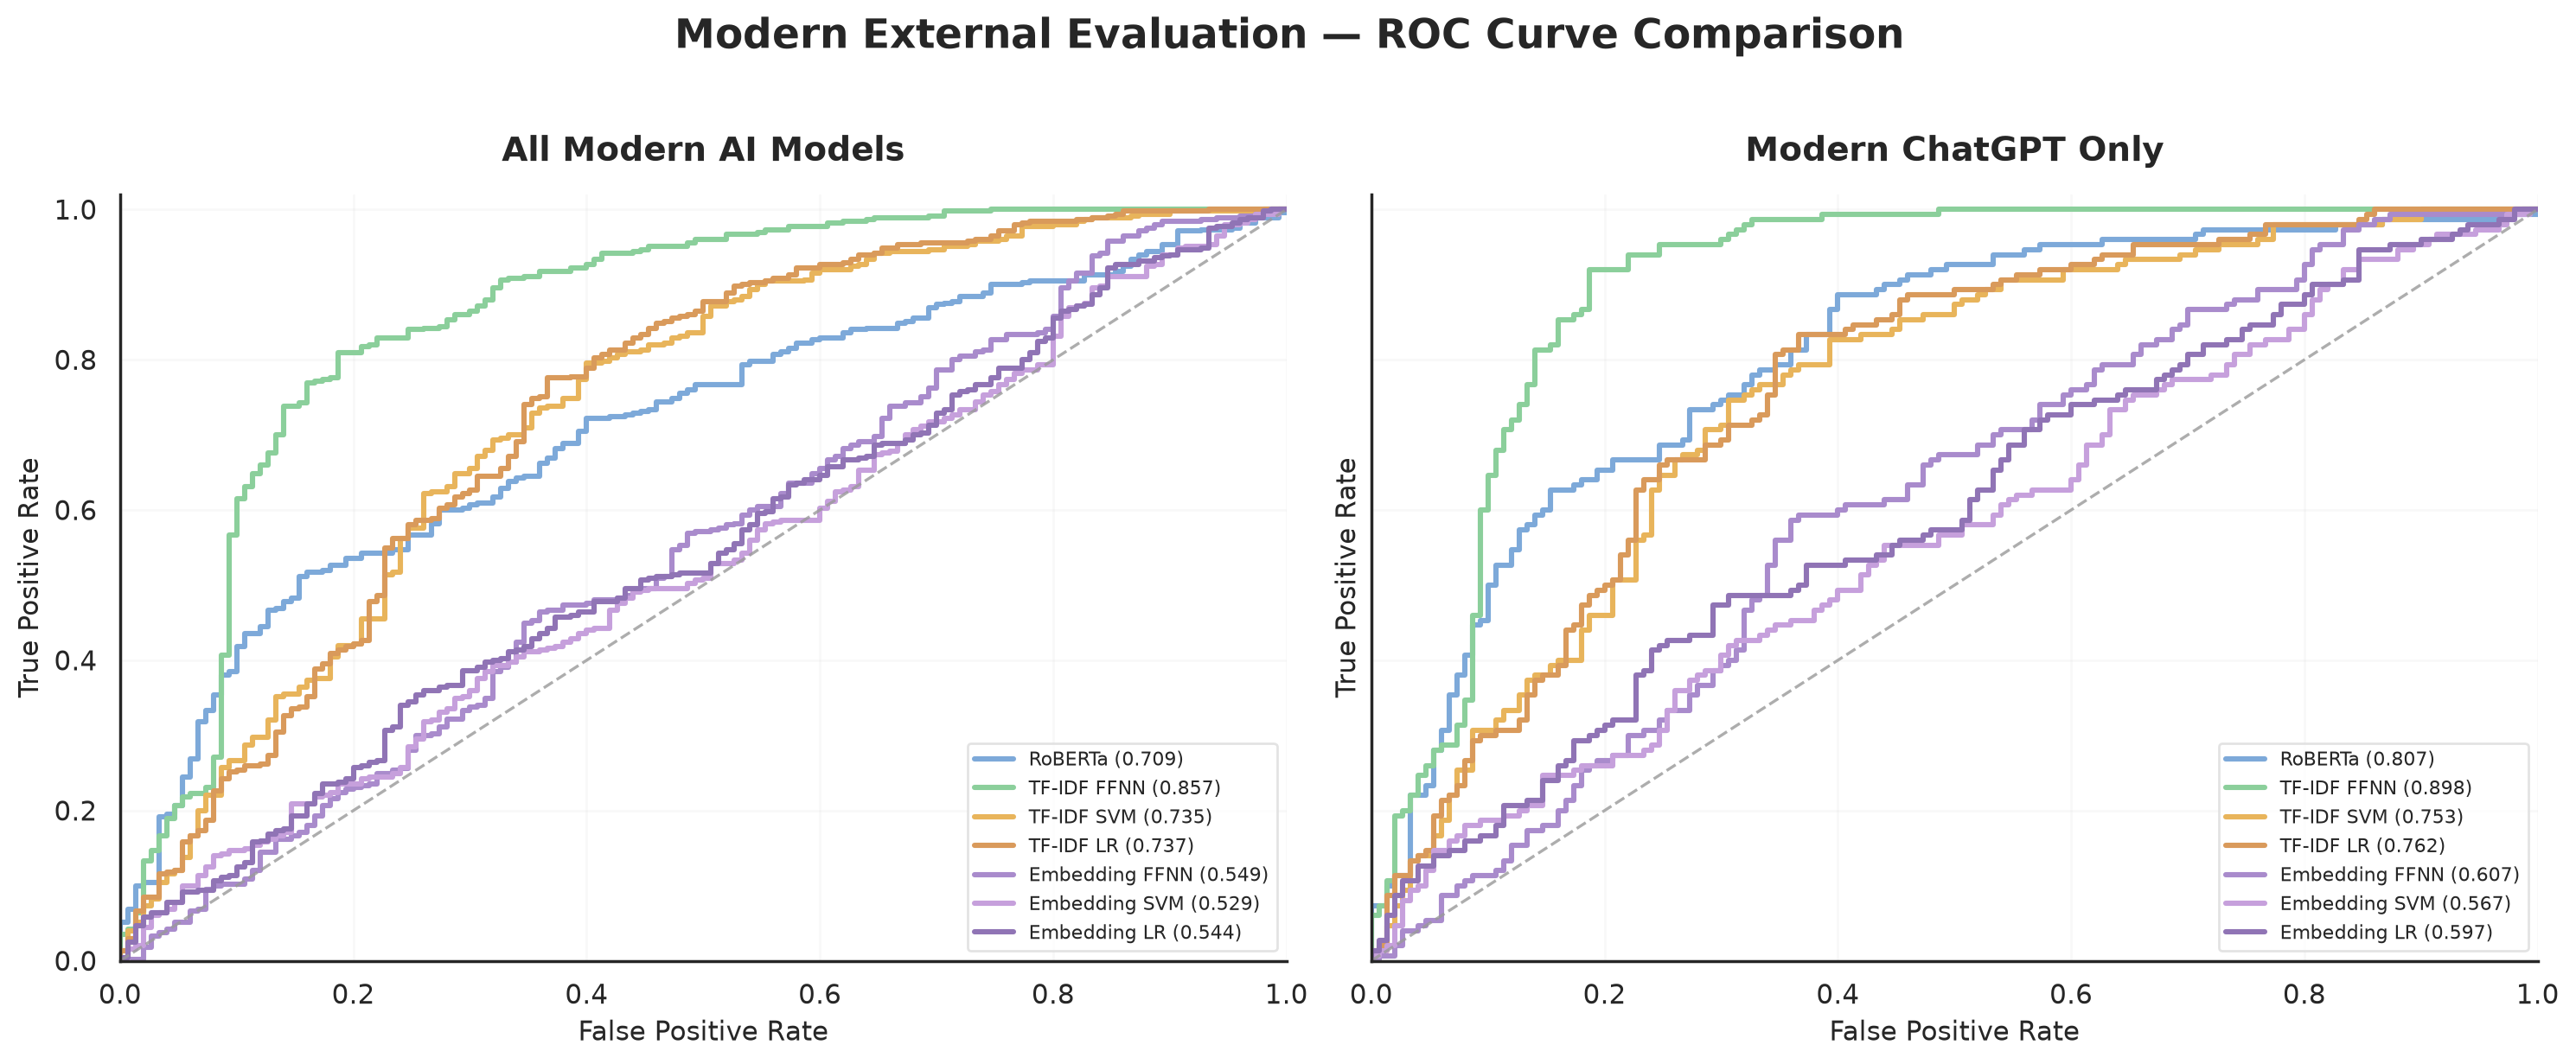 Modern External Evaluation — ROC Curve Comparison
All Modern AI Models
True Positive Rate
1.0
0.8
0.6
0.4
0.2
0.0
0.0 0.2 0.4 0.6 0.8 1.0
False Positive Rate
RoBERTa (0.709)
TF-IDF FFNN (0.857)
TF-IDF SVM (0.735)
TF-IDF LR (0.737)
Embedding FFNN (0.549)
Embedding SVM (0.529)
Embedding LR (0.544)
Modern ChatGPT Only
True Positive Rate
0.0 0.2 0.4 0.6 0.8 1.0
False Positive Rate
RoBERTa (0.807)
TF-IDF FFNN (0.898)
TF-IDF SVM (0.753)
TF-IDF LR (0.762)
Embedding FFNN (0.607)
Embedding SVM (0.567)
Embedding LR (0.597)